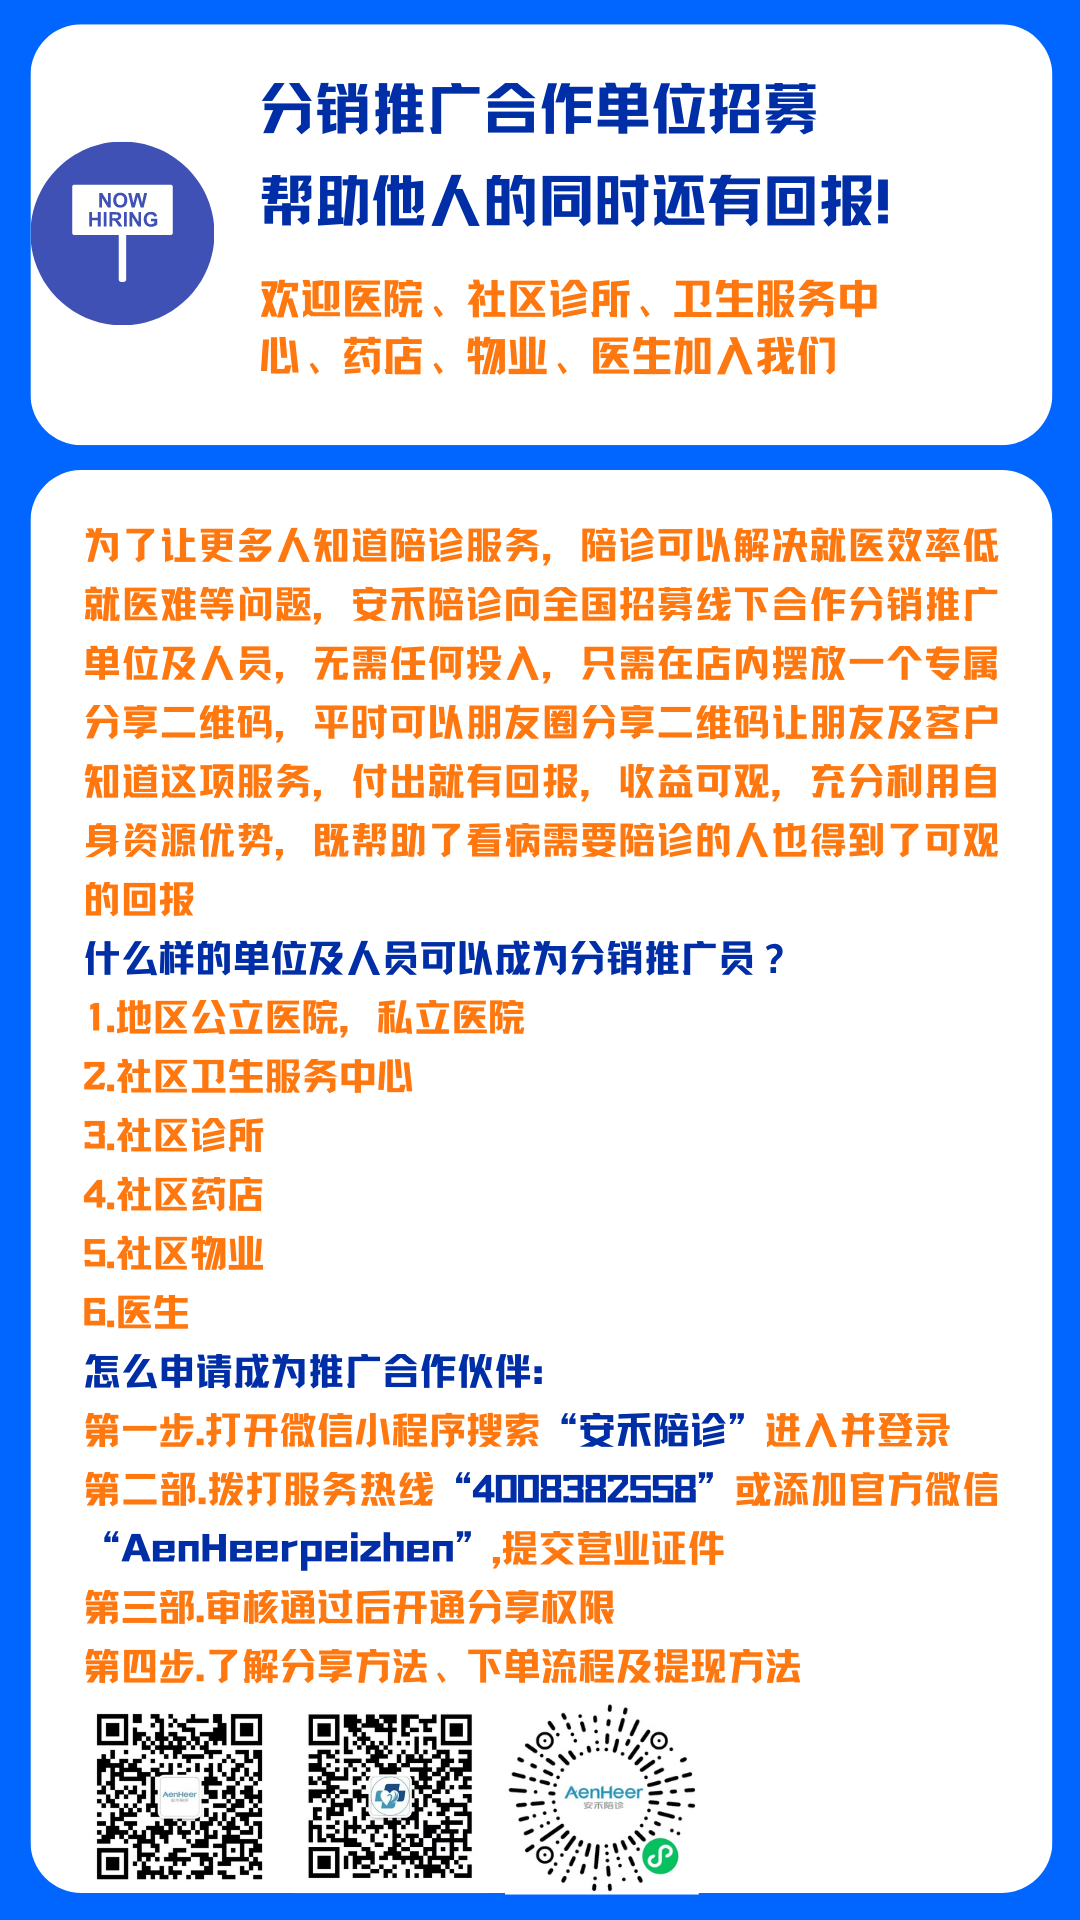 分销推广合作单位招募
帮助他人的同时还有回报!
NOW
HIRING
欢迎医院、社区诊所、卫生服务中
心、药店、物业、医生加入我们
为了让更多人知道陪诊服务，陪诊可以解决就医效率低
就医难等问题，安禾陪诊向全国招募线下合作分销推广
单位及人员，无需任何投入，只需在店内摆放一个专属
分享二维码，平时可以朋友圈分享二维码让朋友及客户
知道这项服务，付出就有回报，收益可观，充分利用自
身资源优势，既帮助了看病需要陪诊的人也得到了可观
的回报
什么样的单位及人员可以成为分销推广员？
1.地区公立医院，私立医院
2.社区卫生服务中心
3.社区诊所
4.社区药店
5.社区物业
6.医生
怎么申请成为推广合作伙伴:
第一步.打开微信小程序搜索“安禾陪诊”进入并登录
第二部.拨打服务热线“4008382558”或添加官方微信
“AenHeerpeizhen”,提交营业证件
第三部.审核通过后开通分享权限
第四步.了解分享方法、下单流程及提现方法
AenHeer
安禾陪诊
AenHeer
安禾陪诊